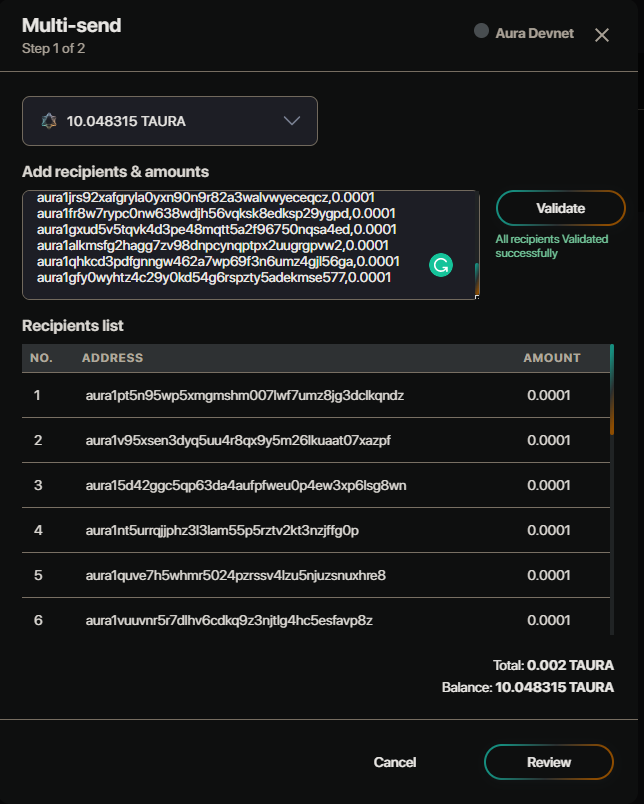 Multi-send
Aura Devnet
Step 1 of 2
10.048315 TAURA
Add recipients & amounts
aura1jrs92xafgryla0yxn90n9r82a3walvwyeceqcz,0.0001
aura1fr8w7rypc0nw638wdjh56vqksk8edksp29ygpd,0.0001
aura1gxud5v5tqvk4d3pe48mqtt5a2f96750nqsa4ed,0.0001
aura1alkmsfg2hagg7zv98dnpcynqptpx2uugrgpvw2,0.0001
aura1qhkcd3pdfgnngw462a7wp69f3n6umz4gjl56ga,0.0001
aura1gfy0wyhtz4c29y0kd54g6rspzty5adekmse577,0.0001
Validate
All recipients Validated
successfully
Recipients list
NO. ADDRESS AMOUNT
1 aura1pt5n95wp5xmgmshm007lwf7umz8jg3dclkqndz 0.0001
2 aura1v95xsen3dyq5uu4r8qx9y5m26lkuaat07xazpf 0.0001
3 aura15d42ggc5qp63da4aufpfweu0p4ew3xp6lsg8wn 0.0001
4 aura1nt5urrqjjphz3l3lam55p5rztv2kt3nzjffg0p 0.0001
5 aura1quve7h5whmr5024pzrssv4lzu5njuzsnuxhre8 0.0001
6 aura1vuuvnr5r7dlhv6cdkq9z3njtlg4hc5esfavp8z 0.0001
Total: 0.002 TAURA
Balance: 10.048315 TAURA
Cancel
Review